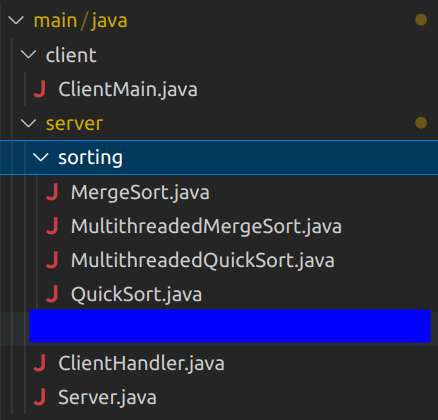 main/java
client
J ClientMain.java
server
sorting
J MergeSort.java
J MultithreadedMergeSort.java
J MultithreadedQuickSort.java
J QuickSort.java
J ClientHandler.java
J Server.java